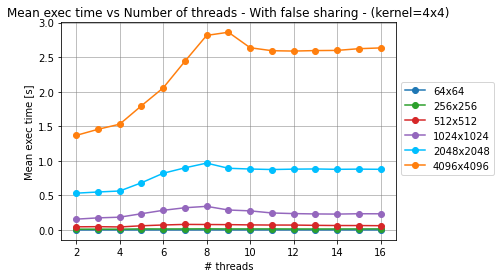 Mean exec time vs Number of threads - With false sharing - (kernel=4x4)
3.0
2.5
2.0
1.5
1.0
0.5
0.0
Mean exec time [s]
2
4
6
8
10
12
14
16
# threads
64x64
256x256
512x512
1024x1024
2048x2048
4096x4096